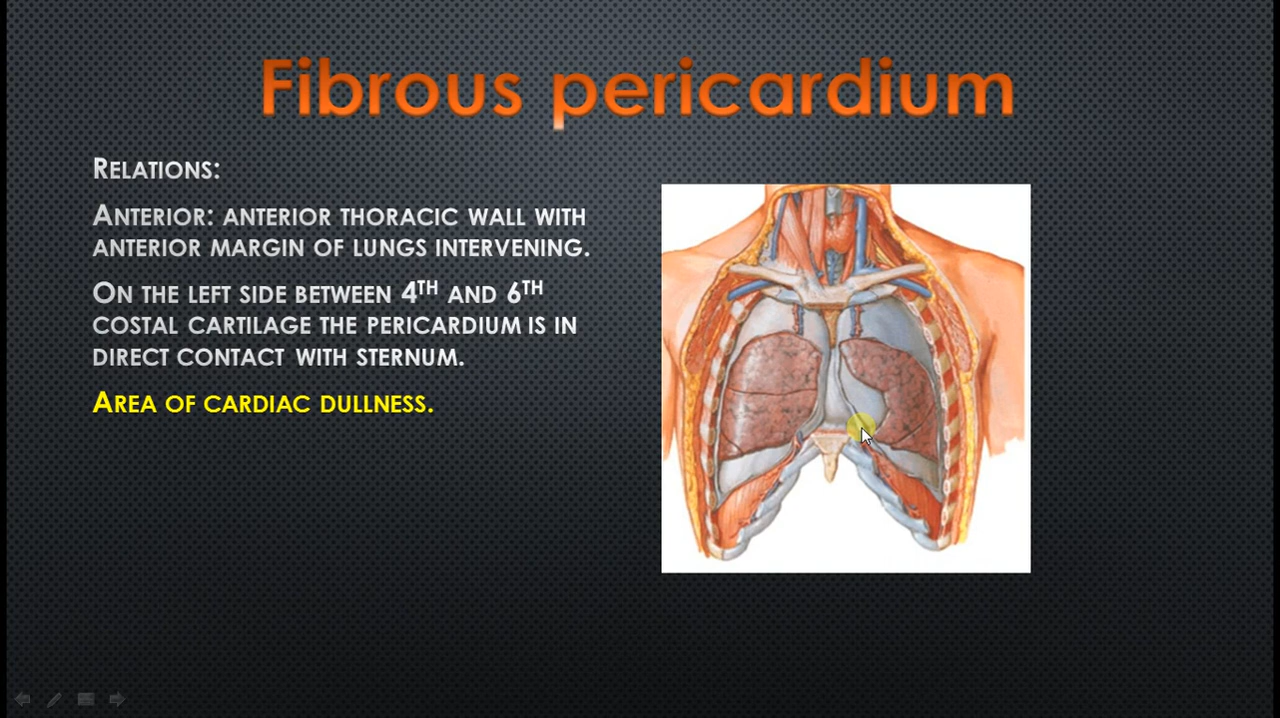 Fibrous pericardium
Relations:
Anterior: anterior thoracic wall with
anterior margin of lungs intervening.
On the left side between 4th and 6th
costal cartilage the pericardium is in
direct contact with sternum.
Area of cardiac dullness.